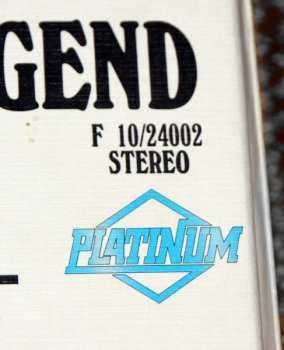 GEND
F 10/24002
STEREO
PLATINUM